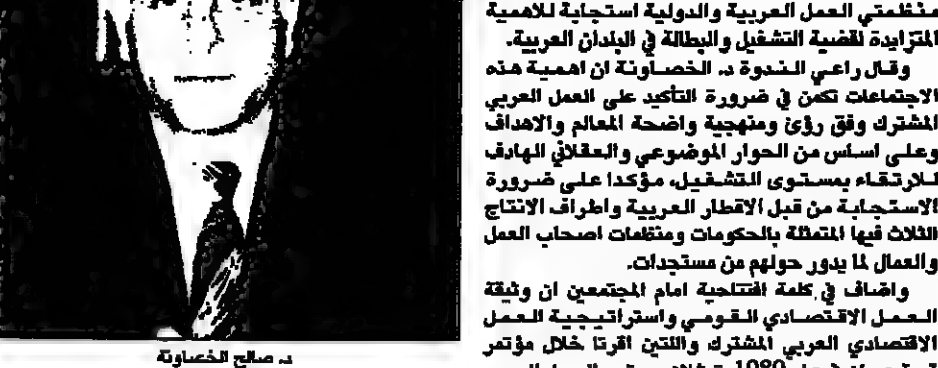 منظمتي العمل العربية والدولية استجابة للاهمية
المتزايدة لقضية التشغيل والبطالة في البلدان العربية.
وقال راعي الندوة د. الخصاونة ان اهمية هذه
الاجتماعات تكمن في ضرورة التأكيد على العمل العربي
المشترك وفق رؤى ومنهجية واضحة المعالم والاهداف
وعلى اساس من الحوار الموضوعي والعقلاني الهادف
للارتقاء بمستوى التشغيل، مؤكدا على ضرورة
الاستجابة من قبل الاقطار العربية واطراف الانتاج
الثلاث فيها المتمثلة بالحكومات ومنظمات اصحاب العمل
والعمال لما يدور حولهم من مستجدات.
واضاف في كلمة افتتاحية امام المجتمعين ان وثيقة
العمل الاقتصادي القومي واستراتيجية العمل
الاقتصادي العربي المشترك واللتين اقرتا خلال مؤتمر
1980
د. صالح الخصاونة